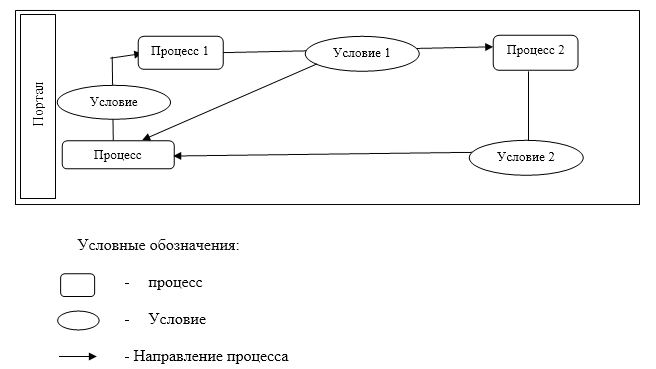 Портал
Процесс 1
Условие 1
Процесс 2
Условие
Процесс
Условие 2
Условные обозначения:
- процесс
- Условие
- Направление процесса